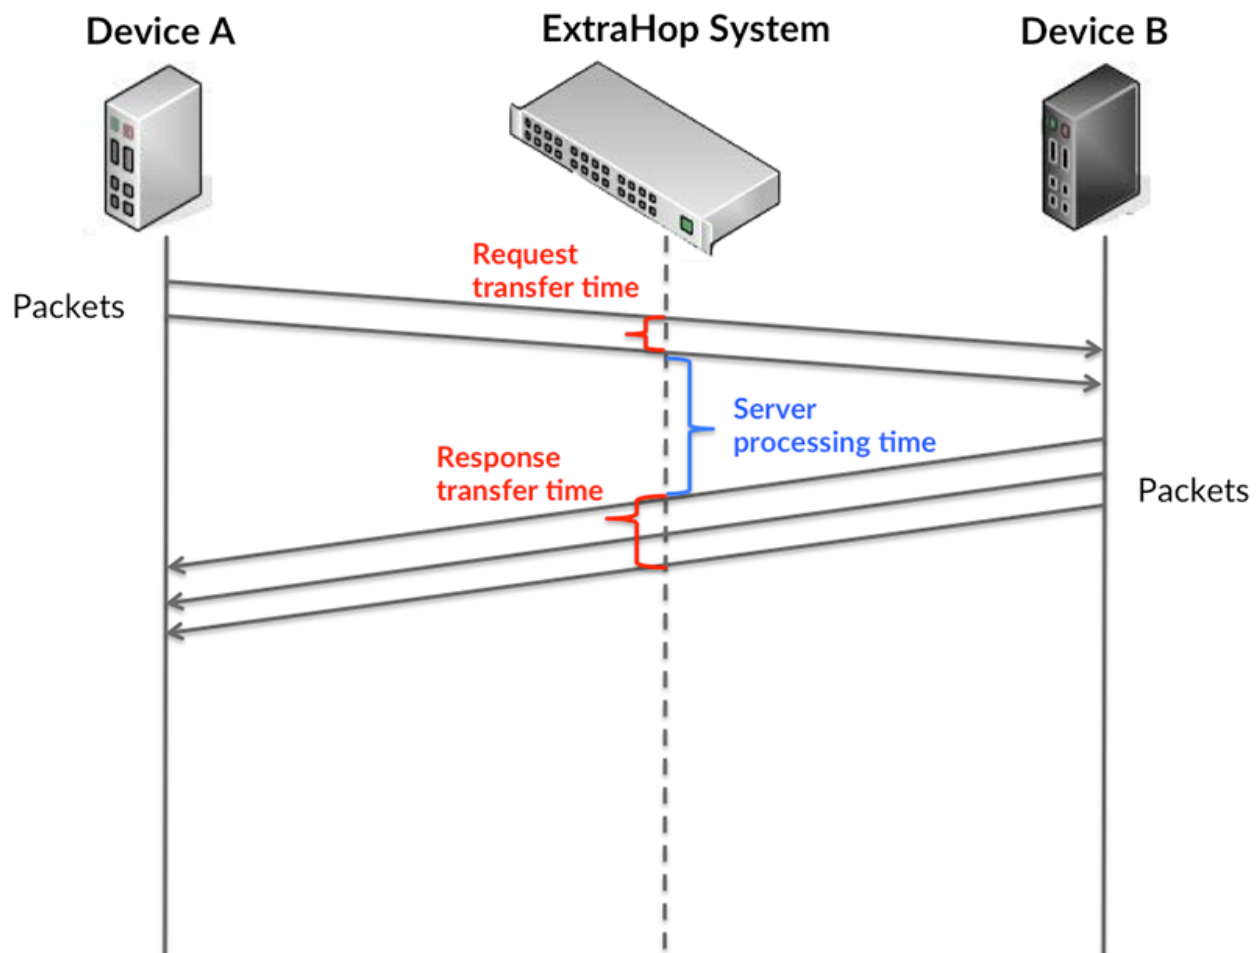 Device A
ExtraHop System
Device B
Request
transfer time
Packets
Server
processing time
Response
transfer time
Packets